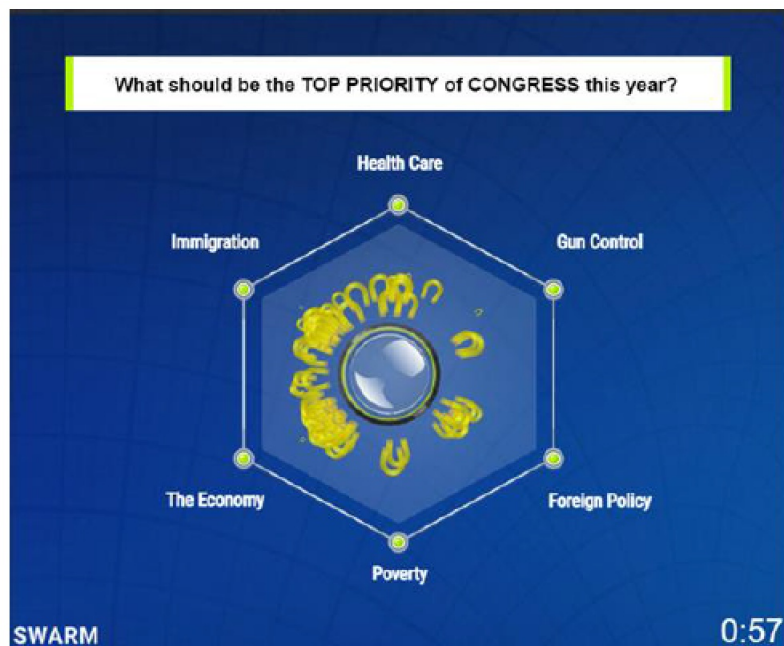 What should be the TOP PRIORITY of CONGRESS this year?
Health Care
Immigration
Gun Control
The Economy
Foreign Policy
Poverty
SWARM
0:57